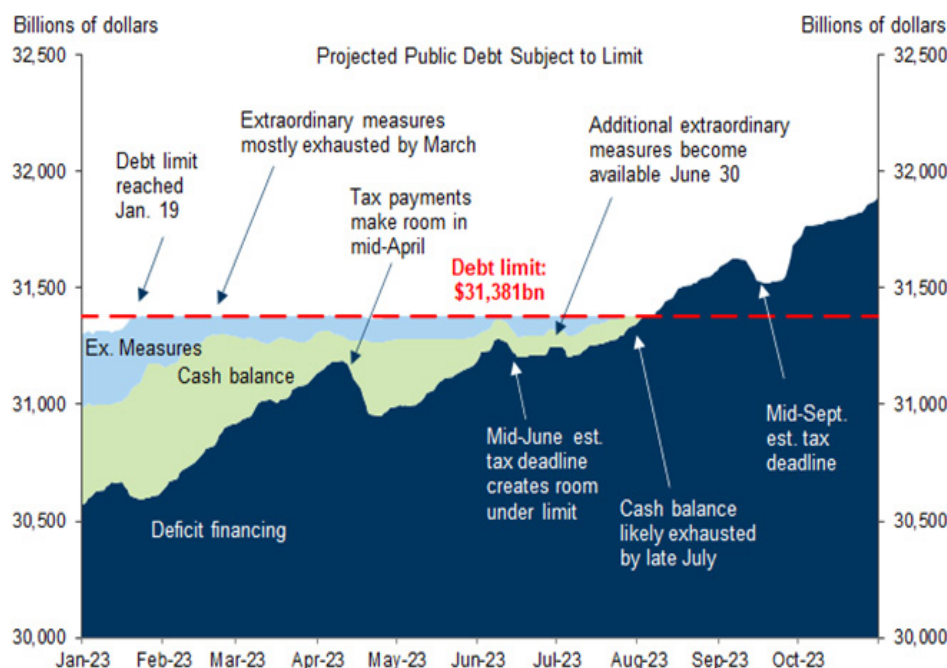 Billions of dollars
Billions of dollars
Projected Public Debt Subject to Limit
32,500
32,000
31,500
31,000
30,500
30,000
32,500
32,000
31,500
31,000
30,500
30,000
Debt limit
reached
Jan. 19
Extraordinary measures
mostly exhausted by March
Tax payments
make room in
mid-April
Additional extraordinary
measures become
available June 30
Debt limit:
$31,381bn
Ex. Measures
Cash balance
Deficit financing
Mid-June est.
tax deadline
creates room
under limit
Cash balance
likely exhausted
by late July
Mid-Sept.
est. tax
deadline
Jan-23
Feb-23
Mar-23
Apr-23
May-23
Jun-23
Jul-23
Aug-23
Sep-23
Oct-23